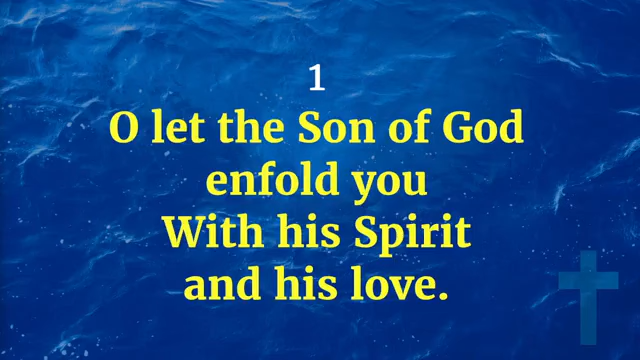 1
O let the Son of God
enfold you
With his Spirit
and his love.